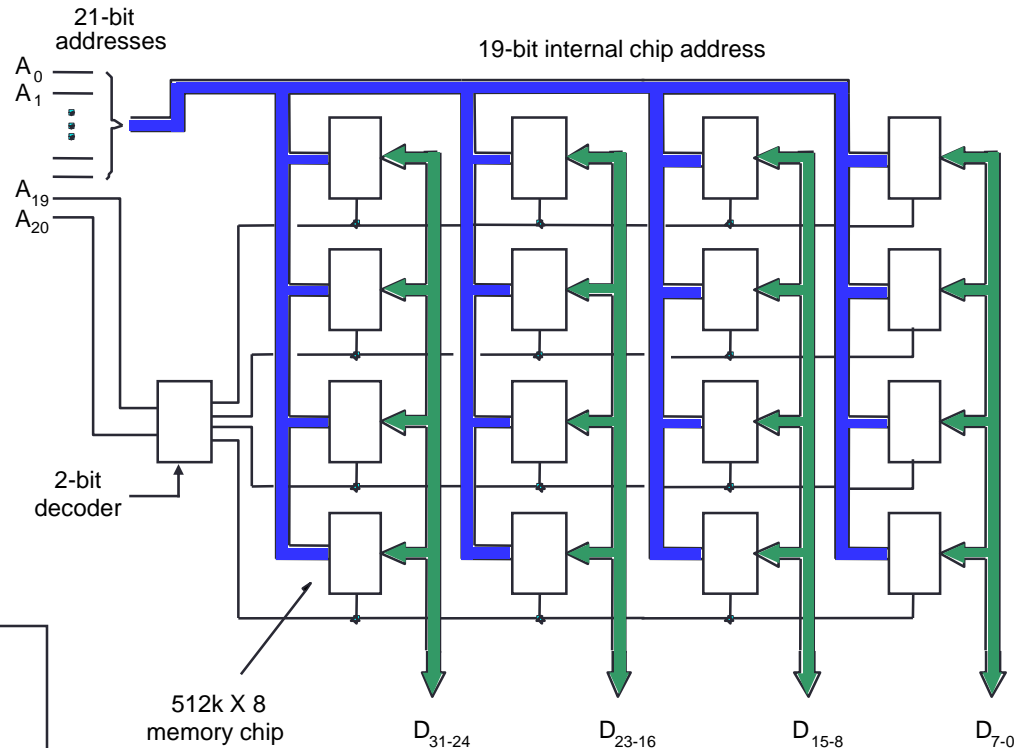 21-bit
addresses
19-bit internal chip address
A₀
A₁
A₁₉
A₂₀
2-bit
decoder
512k X 8
memory chip
D₃₁₋₂₄
D₂₃₋₁₆
D₁₅₋₈
D₇₋₀